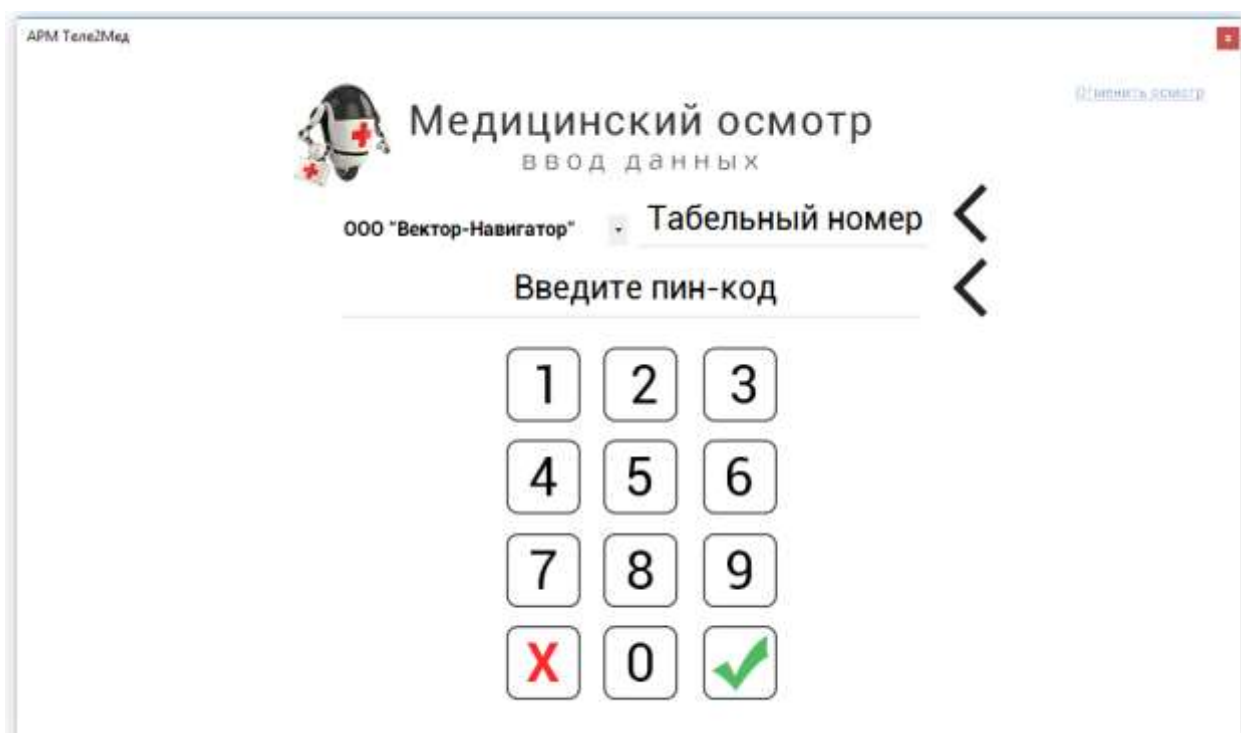 АРМ Теле2Мед
x
Отменить осмотр
Медицинский осмотр
ввод данных
ООО "Вектор-Навигатор"
Табельный номер
Введите пин-код
1 2 3
4 5 6
7 8 9
X 0